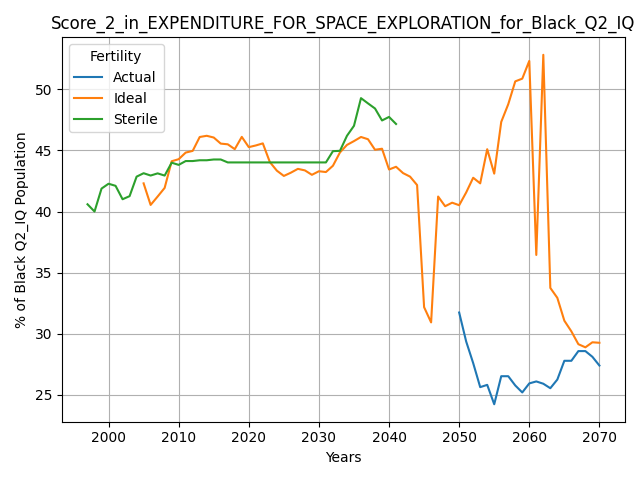 Score_2_in_EXPENDITURE_FOR_SPACE_EXPLORATION_for_Black_Q2_IQ
Fertility
Actual
Ideal
Sterile
% of Black Q2_IQ Population
50
45
40
35
30
25
2000 2010 2020 2030 2040 2050 2060 2070
Years